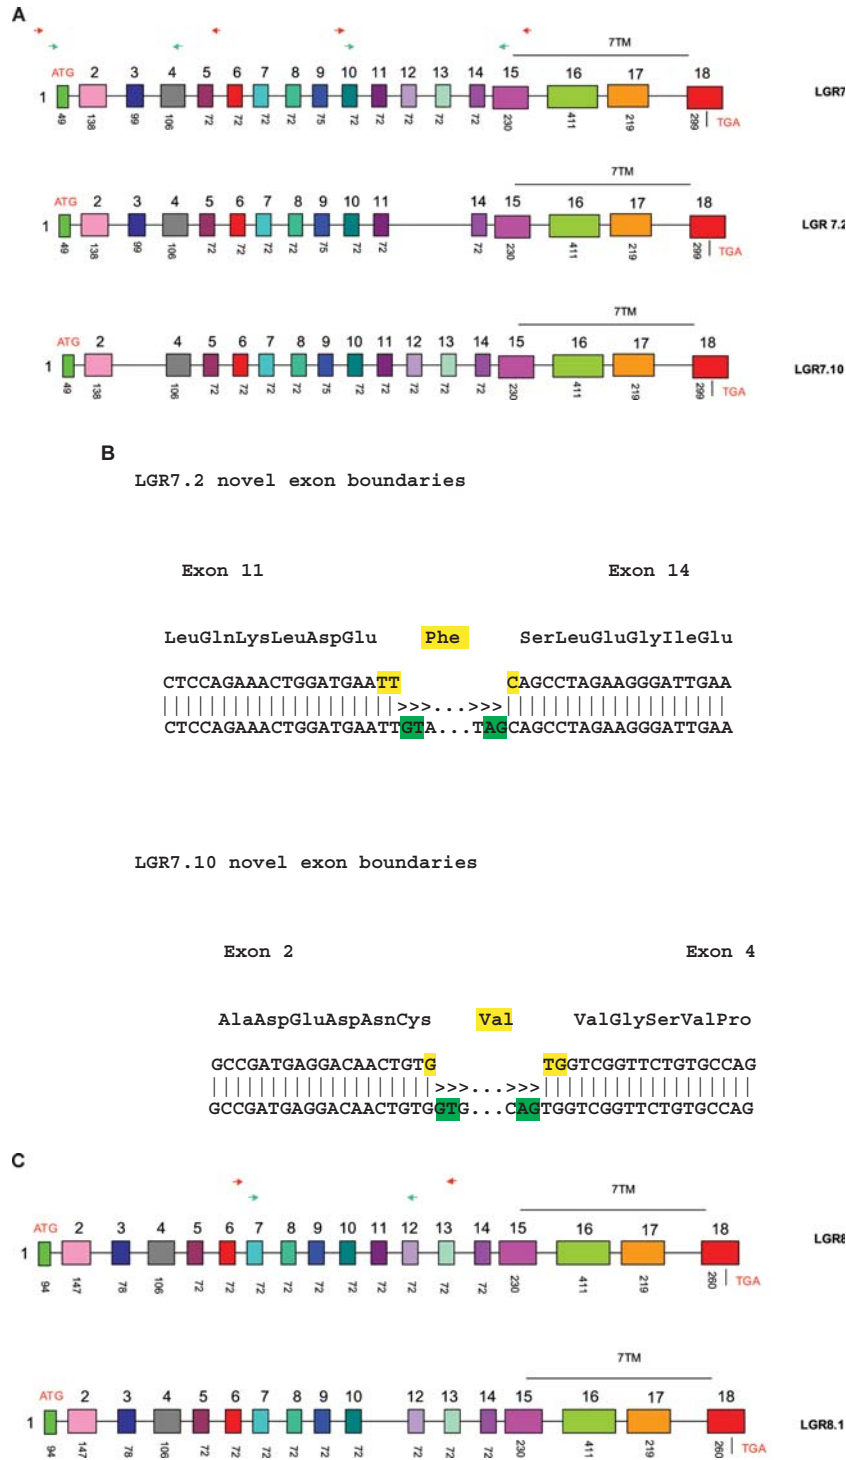 A
7TM
ATG 2 3 4 5 6 7 8 9 10 11 12 13 14 15 16 17 18
1 LGR7
49 138 99 106 72 72 72 72 75 72 72 72 72 72 230 411 219 299 TGA
7TM
ATG 2 3 4 5 6 7 8 9 10 11 14 15 16 17 18
1 LGR 7.2
49 138 99 106 72 72 72 72 75 72 72 72 230 411 219 299 TGA
7TM
ATG 2 4 5 6 7 8 9 10 11 12 13 14 15 16 17 18
1 LGR7.10
49 138 106 72 72 72 72 75 72 72 72 72 72 230 411 219 299 TGA
B
LGR7.2 novel exon boundaries
Exon 11 Exon 14
LeuGlnLysLeuAspGlu Phe SerLeuGluGlyIleGlu
CTCCAGAAACTGGATGAATT CAGCCTAGAAGGGATTGAA
||||||||||||||||||||>>>...>>>|||||||||||||||||||
CTCCAGAAACTGGATGAATTGTA...TAGCAGCCTAGAAGGGATTGAA
LGR7.10 novel exon boundaries
Exon 2 Exon 4
AlaAspGluAspAsnCys Val ValGlySerValPro
GCCGATGAGGACAACTGTG TGGTCGGTTCTGTGCCAG
|||||||||||||||||||>>>...>>>||||||||||||||||||
GCCGATGAGGACAACTGTGGTG...CAGTGGTCGGTTCTGTGCCAG
C
7TM
ATG 2 3 4 5 6 7 8 9 10 11 12 13 14 15 16 17 18
1 LGR8
94 147 78 106 72 72 72 72 72 72 72 72 72 72 230 411 219 260 TGA
7TM
ATG 2 3 4 5 6 7 8 9 10 12 13 14 15 16 17 18
1 LGR8.1
94 147 78 106 72 72 72 72 72 72 72 72 72 230 411 219 260 TGA